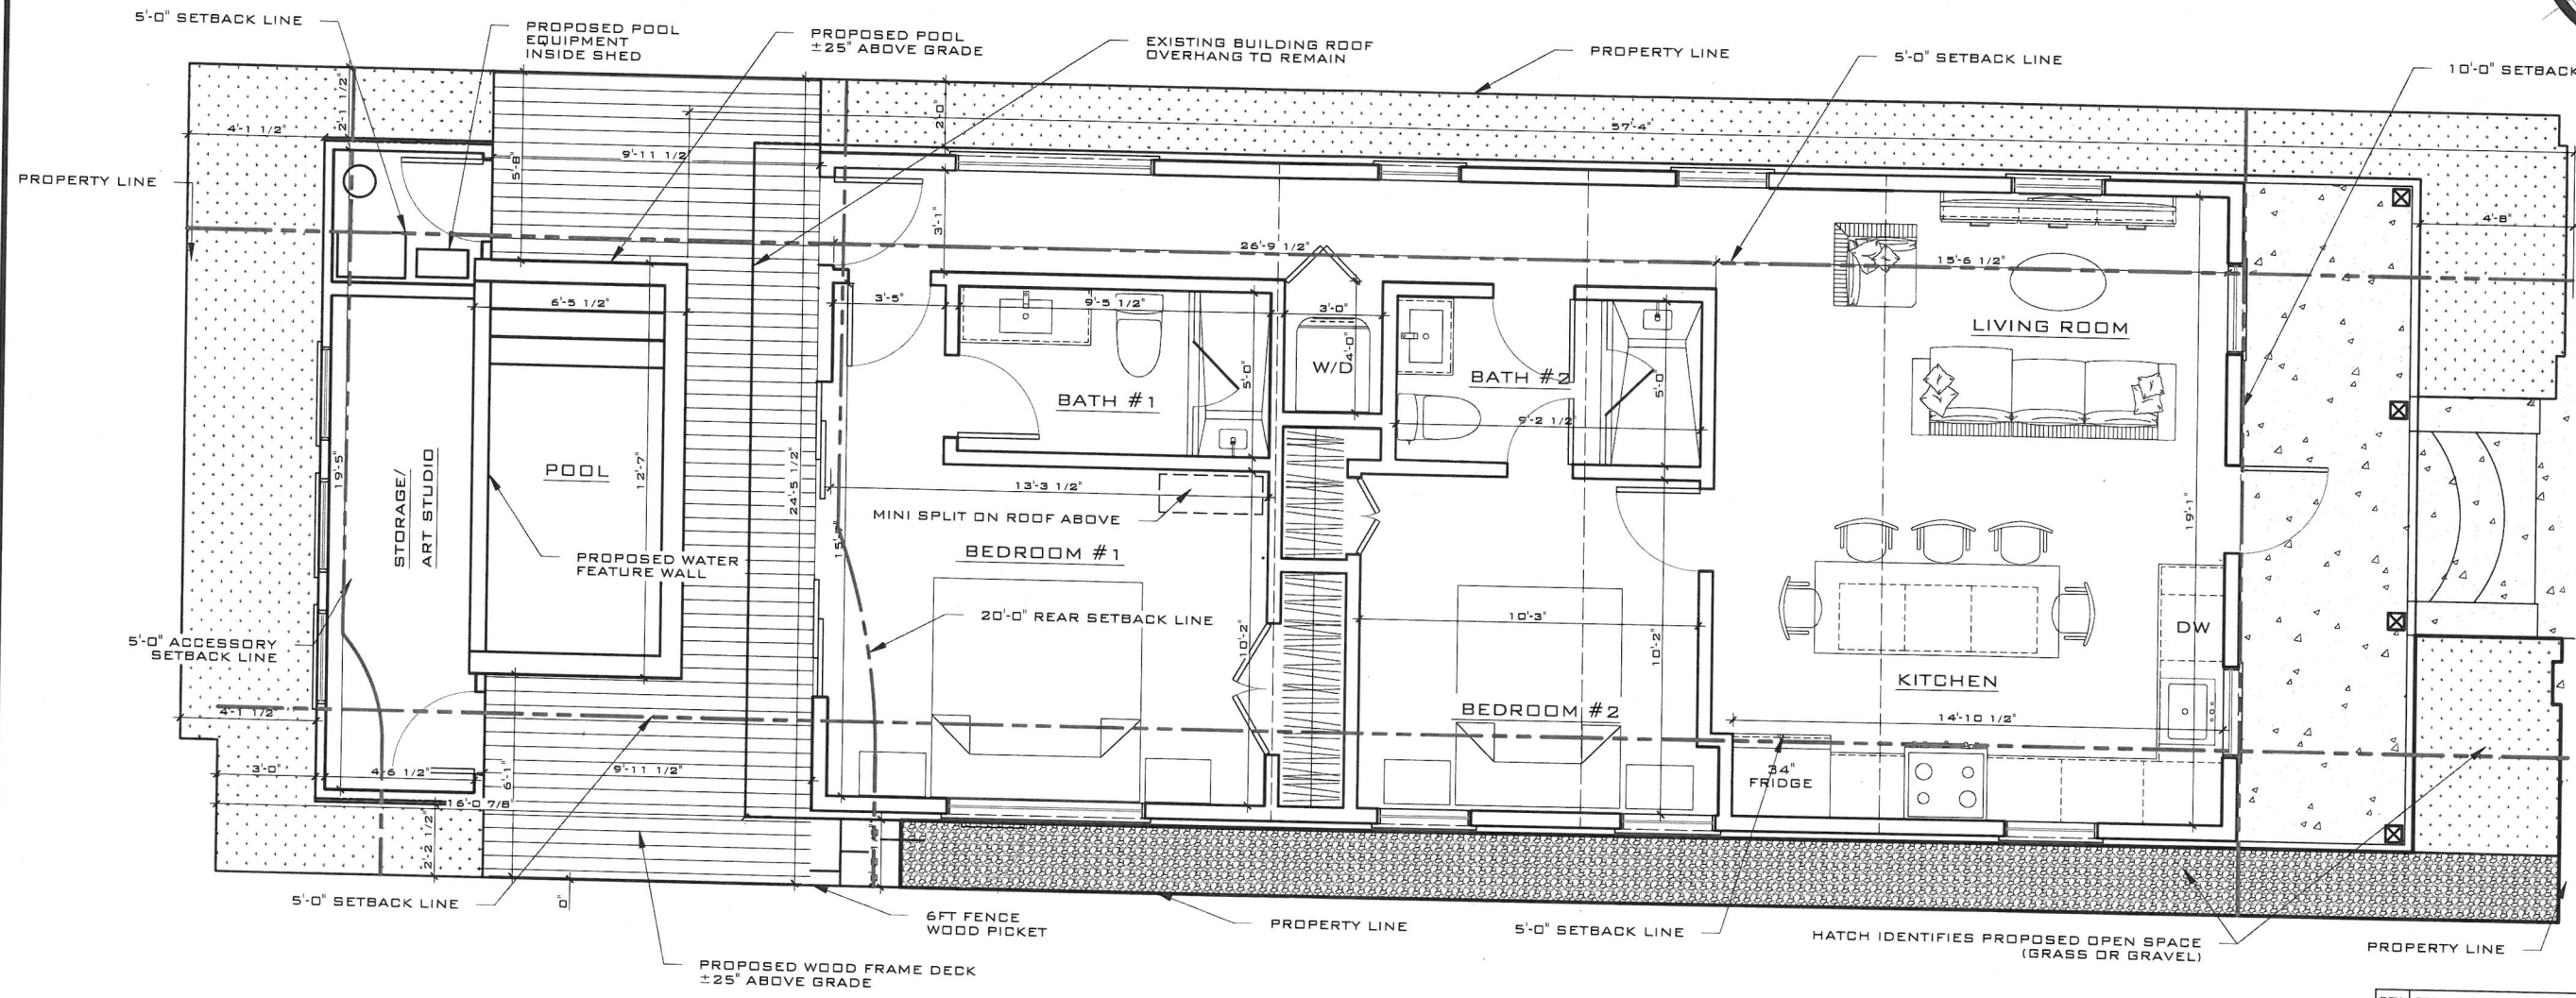 5'-0" SETBACK LINE
PROPOSED POOL
EQUIPMENT
INSIDE SHED
PROPOSED POOL
±25" ABOVE GRADE
EXISTING BUILDING ROOF
OVERHANG TO REMAIN
PROPERTY LINE
5'-0" SETBACK LINE
10'-0" SETBACK
2'-1 1/2"
4'-1 1/2"
2'-0"
57'-4"
PROPERTY LINE
9'-11 1/2"
5'-8"
3'-1"
26'-9 1/2"
15'-6 1/2"
4'-8"
6'-5 1/2"
3'-5"
9'-5 1/2"
3'-0"
4'-0"
W/D
5'-0"
BATH #1
BATH #2
9'-2 1/2"
5'-0"
LIVING ROOM
STORAGE/
ART STUDIO
19'-5"
POOL
12'-7"
24'-5 1/2"
13'-3 1/2"
MINI SPLIT ON ROOF ABOVE
BEDROOM #1
PROPOSED WATER
FEATURE WALL
20'-0" REAR SETBACK LINE
10'-2"
10'-3"
10'-2"
BEDROOM #2
19'-1"
DW
KITCHEN
14'-10 1/2"
34"
FRIDGE
5'-0" ACCESSORY
SETBACK LINE
4'-1 1/2"
3'-0"
4'-6 1/2"
6'-1"
9'-11 1/2"
16'-0 7/8"
2'-2 1/2"
5'-0" SETBACK LINE
6FT FENCE
WOOD PICKET
PROPERTY LINE
5'-0" SETBACK LINE
HATCH IDENTIFIES PROPOSED OPEN SPACE
(GRASS OR GRAVEL)
PROPERTY LINE
PROPOSED WOOD FRAME DECK
±25" ABOVE GRADE